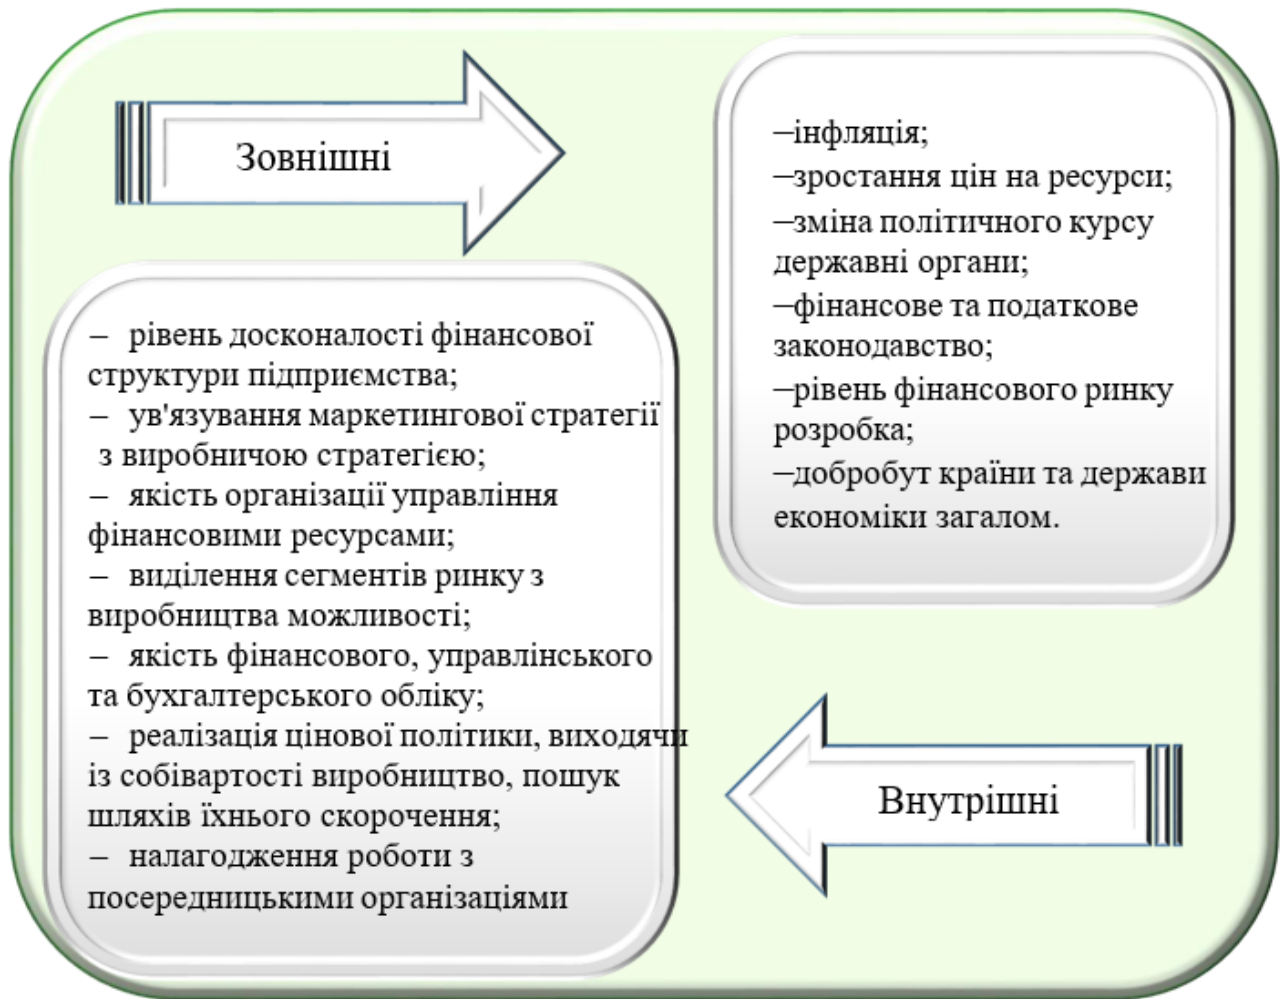 Зовнішні
–інфляція;
–зростання цін на ресурси;
–зміна політичного курсу
державні органи;
–фінансове та податкове
законодавство;
–рівень фінансового ринку
розробка;
–добробут країни та держави
економіки загалом.
– рівень досконалості фінансової
структури підприємства;
– ув'язування маркетингової стратегії
з виробничою стратегією;
– якість організації управління
фінансовими ресурсами;
– виділення сегментів ринку з
виробництва можливості;
– якість фінансового, управлінського
та бухгалтерського обліку;
– реалізація цінової політики, виходячи
із собівартості виробництво, пошук
шляхів їхнього скорочення;
– налагодження роботи з
посередницькими організаціями
Внутрішні